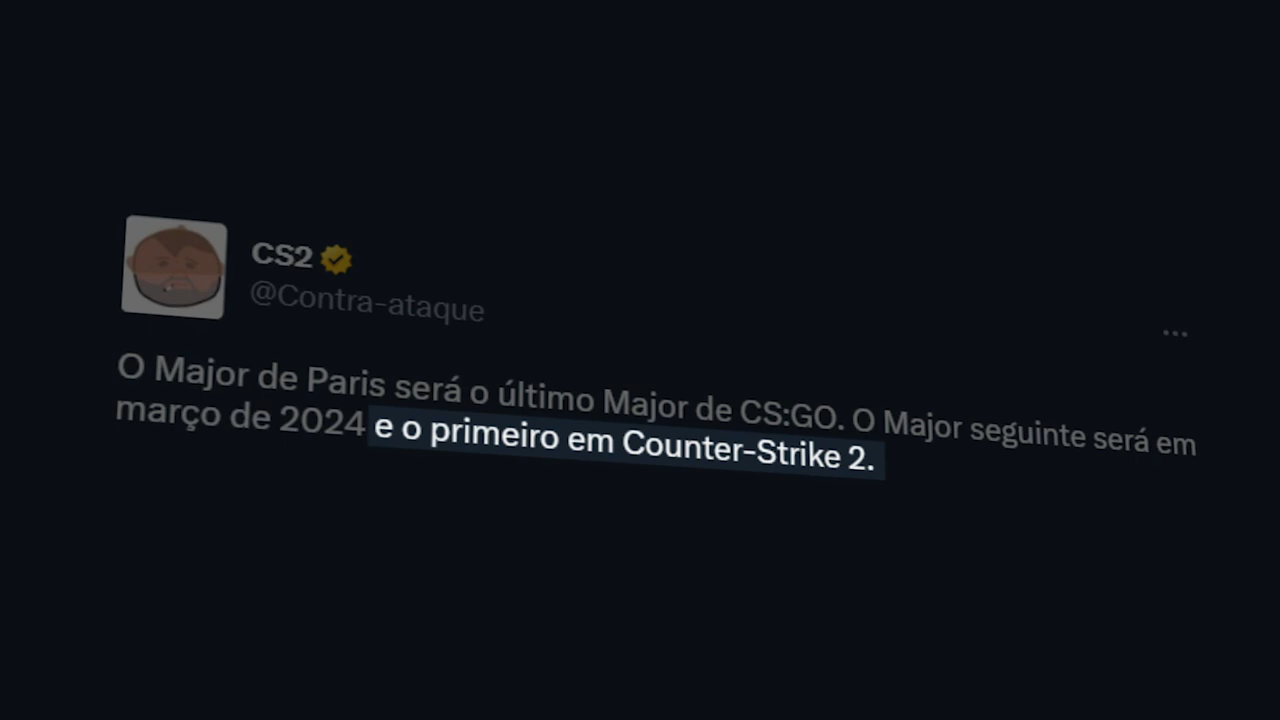 CS2
@Contra-ataque
...
O Major de Paris será o último Major de CS:GO. O Major seguinte será em
março de 2024 e o primeiro em Counter-Strike 2.